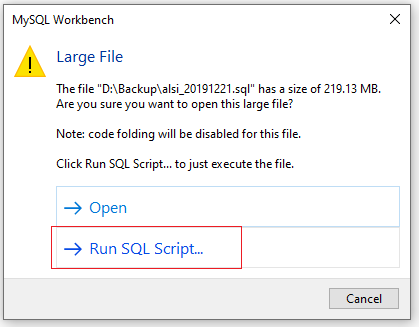 MySQL Workbench
Large File
The file "D:\Backup\alsi_20191221.sql" has a size of 219.13 MB.
Are you sure you want to open this large file?
Note: code folding will be disabled for this file.
Click Run SQL Script... to just execute the file.
Open
Run SQL Script...
Cancel